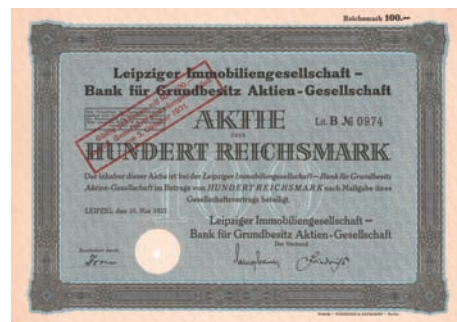 Reichsmark 100.—
Leipziger Immobiliengesellschaft –
Bank für Grundbesitz Aktien-Gesellschaft
AKTIE
ÜBER
Lit. B № 0974
HUNDERT REICHSMARK
Der Inhaber dieser Aktie ist bei der Leipziger Immobiliengesellschaft – Bank für Grundbesitz
Aktien-Gesellschaft im Betrage von HUNDERT REICHSMARK nach Maßgabe ihres
Gesellschaftsvertrags beteiligt.
LEIPZIG, den 10. Mai
Leipziger Immobiliengesellschaft –
Bank für Grundbesitz Aktien-Gesellschaft
Der Vorstand